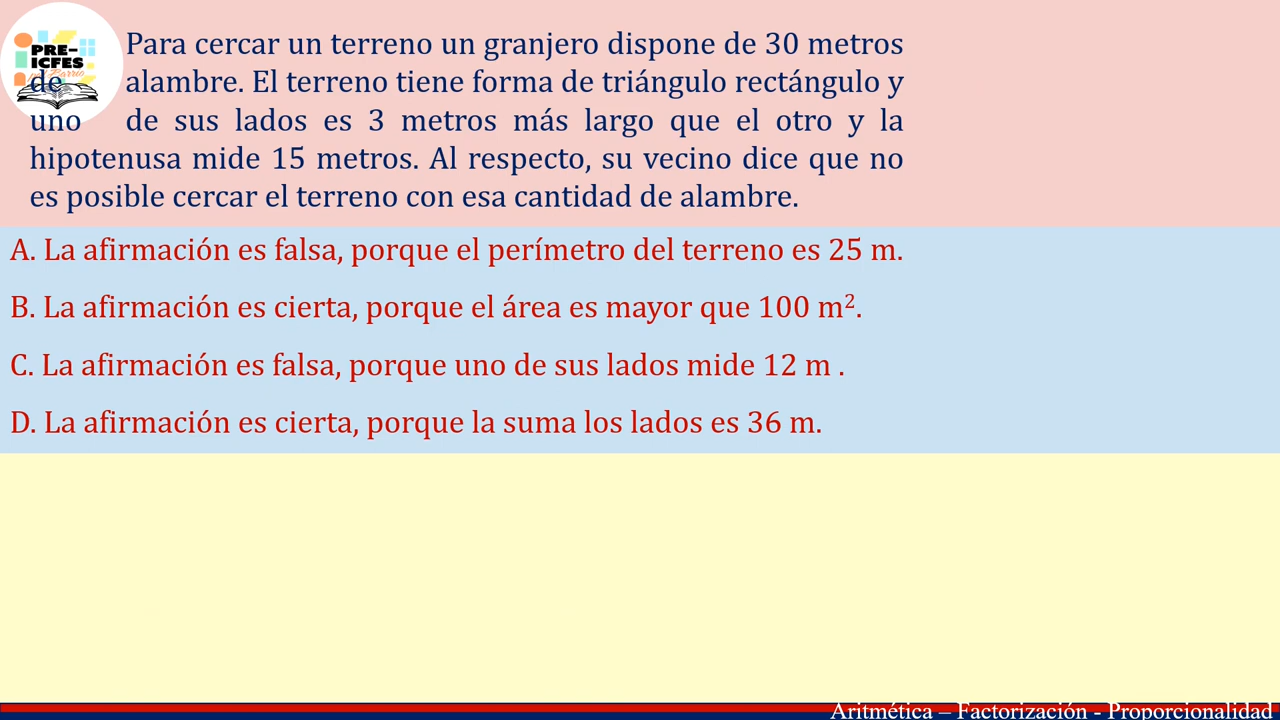 PRE-
ICFES
del Barrio
Para cercar un terreno un granjero dispone de 30 metros
de alambre. El terreno tiene forma de triángulo rectángulo y
uno de sus lados es 3 metros más largo que el otro y la
hipotenusa mide 15 metros. Al respecto, su vecino dice que no
es posible cercar el terreno con esa cantidad de alambre.
A. La afirmación es falsa, porque el perímetro del terreno es 25 m.
B. La afirmación es cierta, porque el área es mayor que 100 m².
C. La afirmación es falsa, porque uno de sus lados mide 12 m .
D. La afirmación es cierta, porque la suma los lados es 36 m.
Aritmética – Factorización - Proporcionalidad